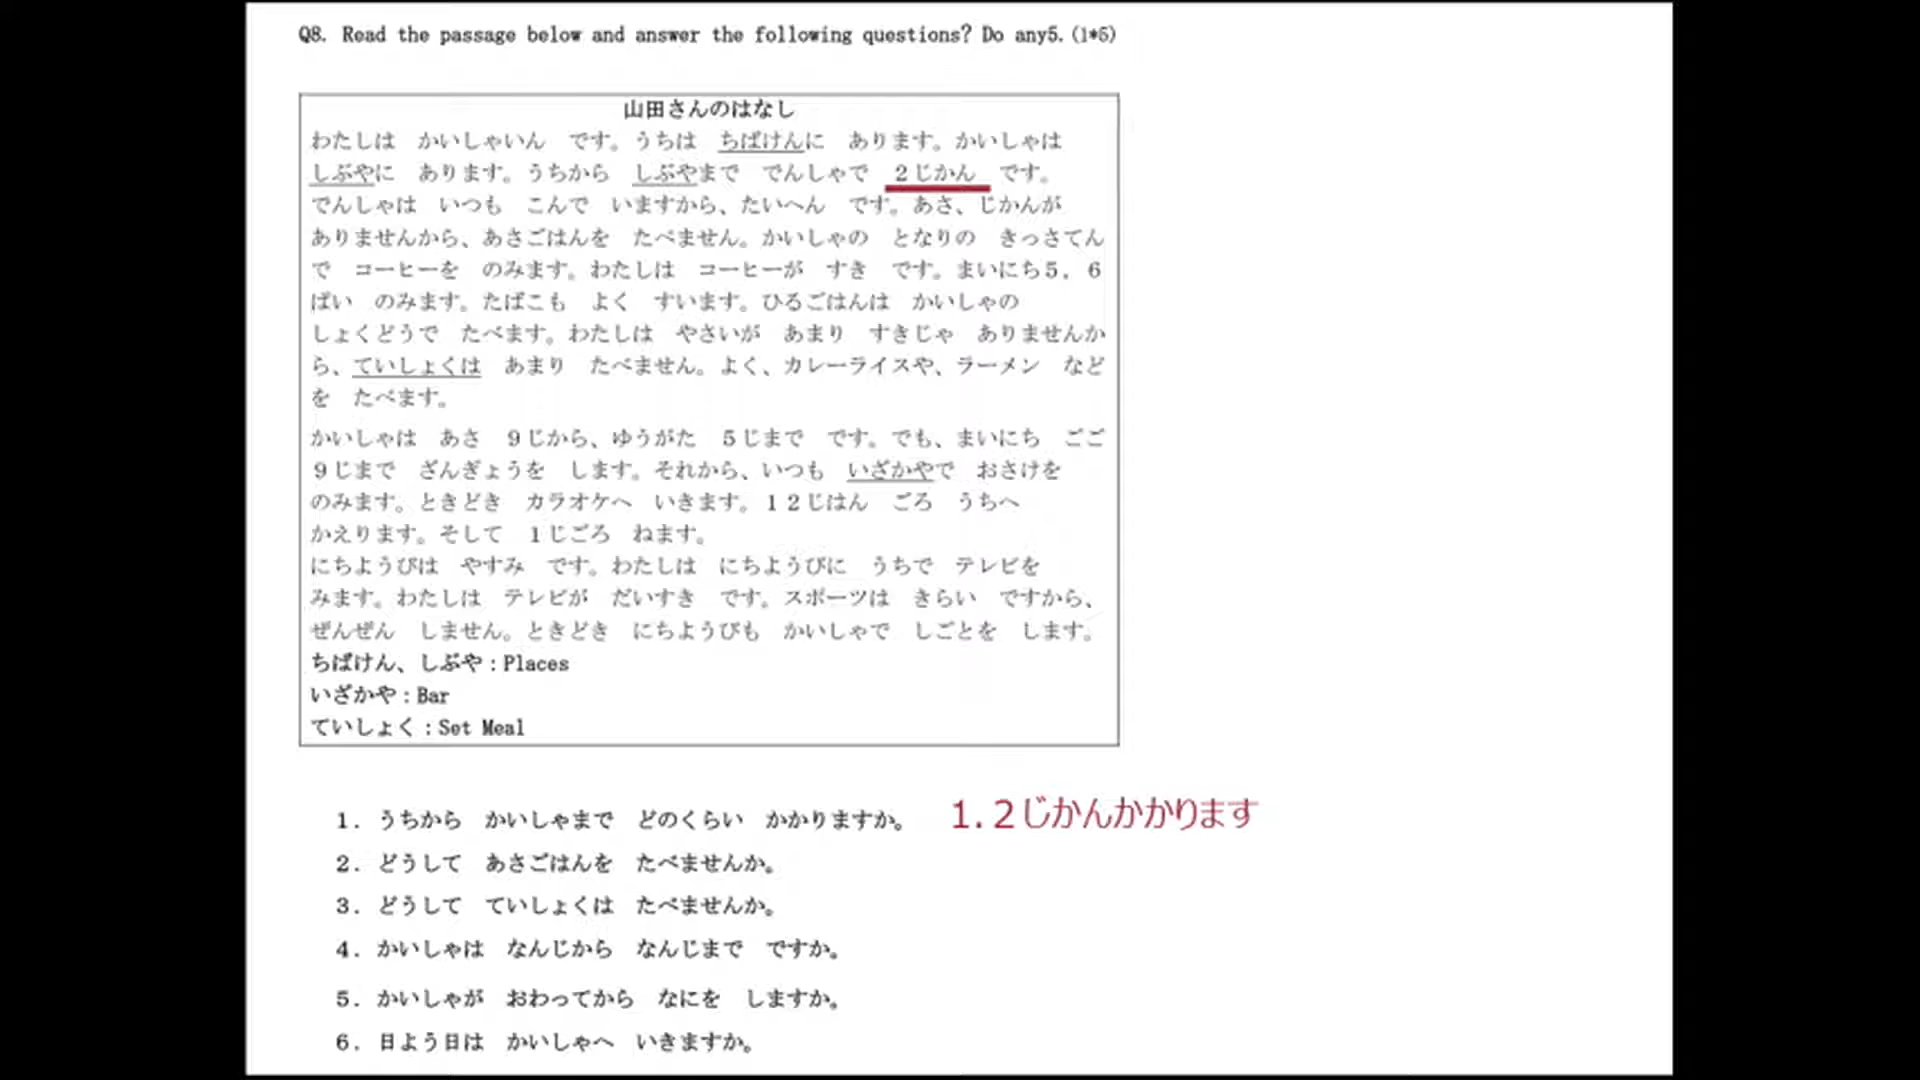 Q8. Read the passage below and answer the following questions? Do any5.(1*5)
山田さんのはなし
わたしは　かいしゃいん　です。うちは　ちばけんに　あります。かいしゃは
しぶやに　あります。うちから　しぶやまで　でんしゃで　２じかん　です。
でんしゃは　いつも　こんで　いますから、たいへん　です。あさ、じかんが
ありませんから、あさごはんを　たべません。かいしゃの　となりの　きっさてん
で　コーヒーを　のみます。わたしは　コーヒーが　すき　です。まいにち５，６
ぱい　のみます。たばこも　よく　すいます。ひるごはんは　かいしゃの
しょくどうで　たべます。わたしは　やさいが　あまり　すきじゃ　ありませんか
ら、ていしょくは　あまり　たべません。よく、カレーライスや、ラーメン　など
を　たべます。
かいしゃは　あさ　９じから、ゆうがた　５じまで　です。でも、まいにち　ごご
９じまで　ざんぎょうを　します。それから、いつも　いざかやで　おさけを
のみます。ときどき　カラオケへ　いきます。１２じはん　ごろ　うちへ
かえります。そして　１じごろ　ねます。
にちようびは　やすみ　です。わたしは　にちようびに　うちで　テレビを
みます。わたしは　テレビが　だいすき　です。スポーツは　きらい　ですから、
ぜんぜん　しません。ときどき　にちようびも　かいしゃで　しごとを　します。
ちばけん、しぶや：Places
いざかや：Bar
ていしょく：Set Meal
1. うちから　かいしゃまで　どのくらい　かかりますか。　1.２じかんかかります
2. どうして　あさごはんを　たべませんか。
3. どうして　ていしょくは　たべませんか。
4. かいしゃは　なんじから　なんじまで　ですか。
5. かいしゃが　おわってから　なにを　しますか。
6. 日よう日は　かいしゃへ　いきますか。